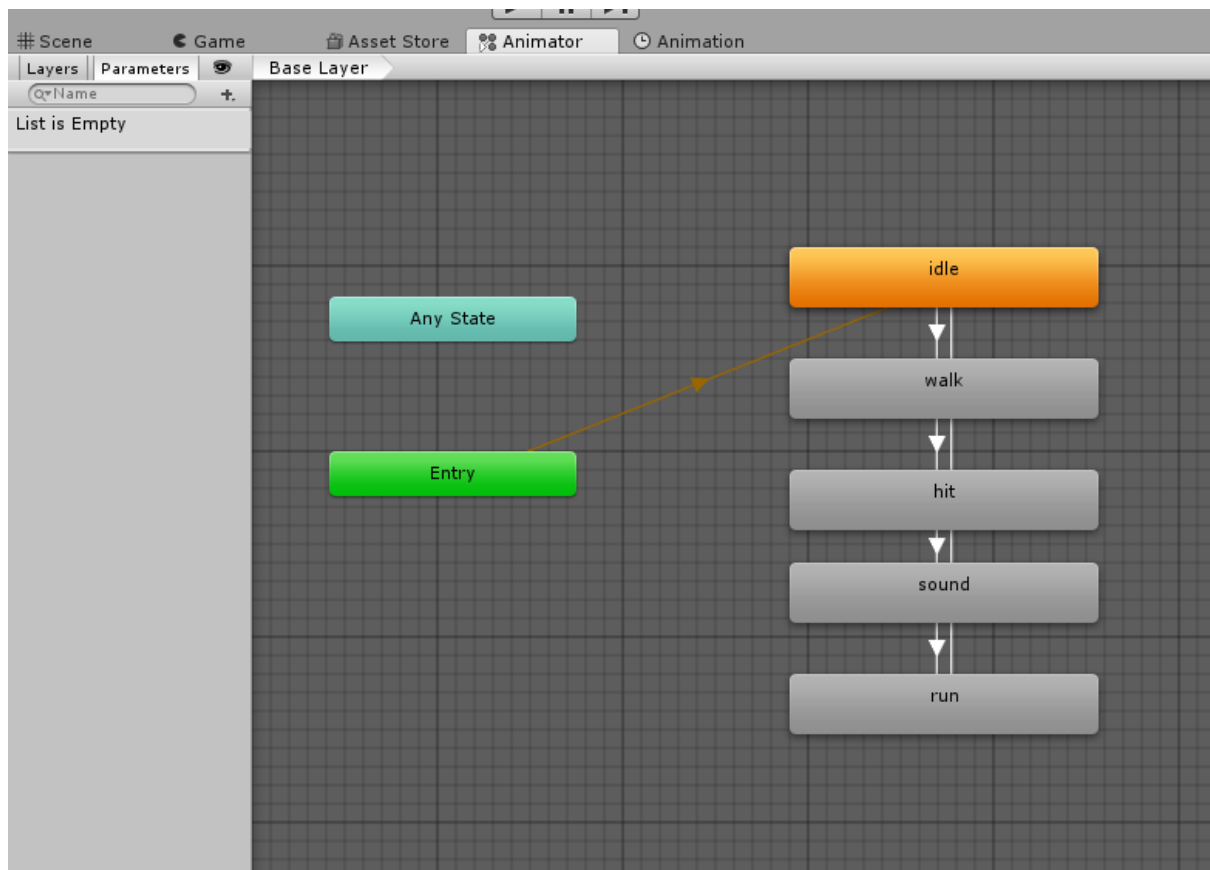 Scene Game Asset Store Animator Animation
Layers Parameters Base Layer
Name
List is Empty
idle
Any State
walk
Entry
hit
sound
run